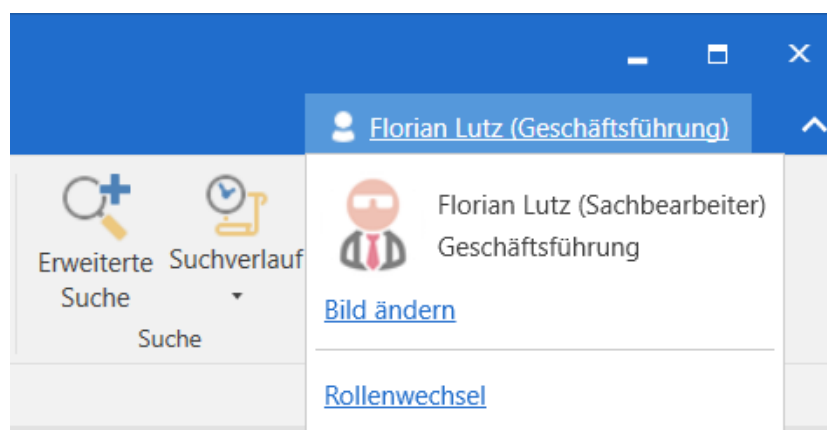 Florian Lutz (Geschäftsführung)
Erweiterte
Suche
Suchverlauf
Suche
Florian Lutz (Sachbearbeiter)
Geschäftsführung
Bild ändern
Rollenwechsel